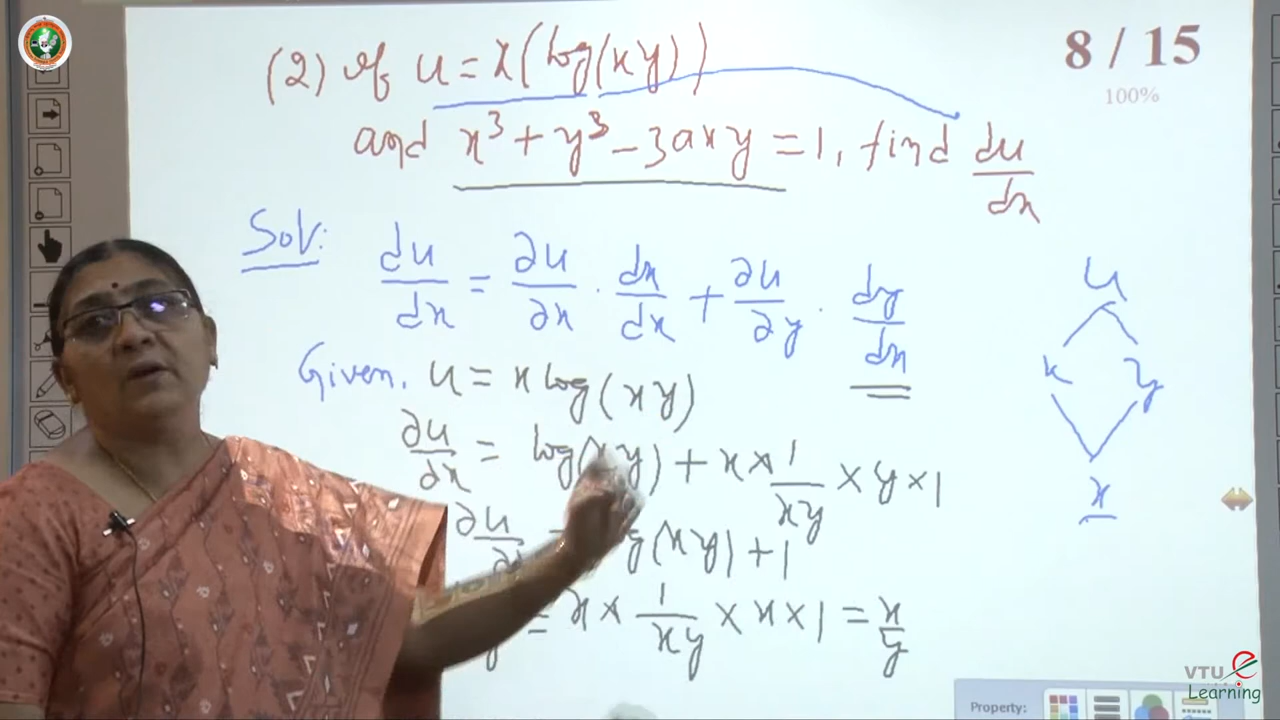 8 / 15
100%
(2) If u = x(log(xy))
and x³ + y³ - 3axy = 1, find du/dx
Sol:
du/dx = ∂u/∂x · dx/dx + ∂u/∂y · dy/dx
u
x y
x
Given, u = x log(xy)
∂u/dx = log(xy) + x × 1/xy × y × 1
∂u = (xy) + 1
= x × 1/xy × x × 1 = x/y
VTU e
Learning
Property: